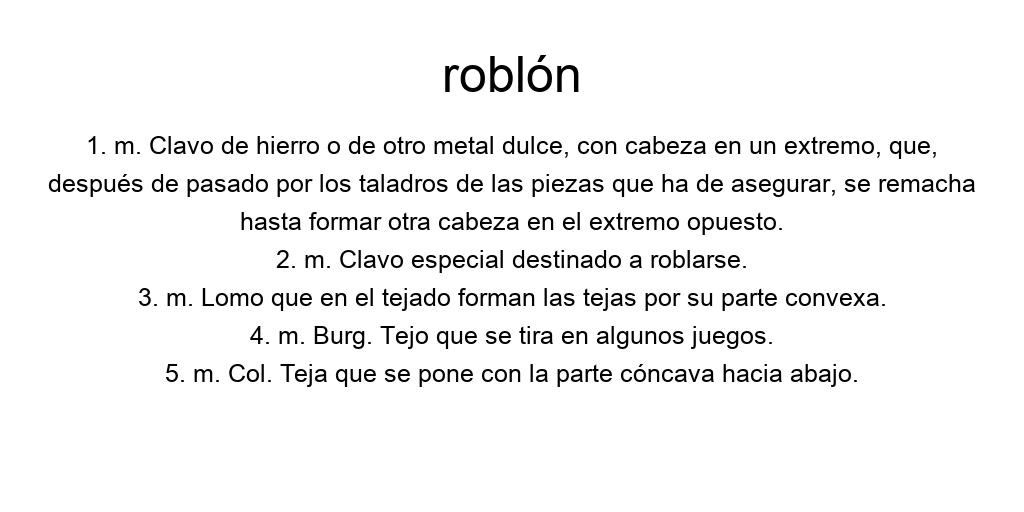 roblón
1. m. Clavo de hierro o de otro metal dulce, con cabeza en un extremo, que,
después de pasado por los taladros de las piezas que ha de asegurar, se remacha
hasta formar otra cabeza en el extremo opuesto.
2. m. Clavo especial destinado a roblarse.
3. m. Lomo que en el tejado forman las tejas por su parte convexa.
4. m. Burg. Tejo que se tira en algunos juegos.
5. m. Col. Teja que se pone con la parte cóncava hacia abajo.